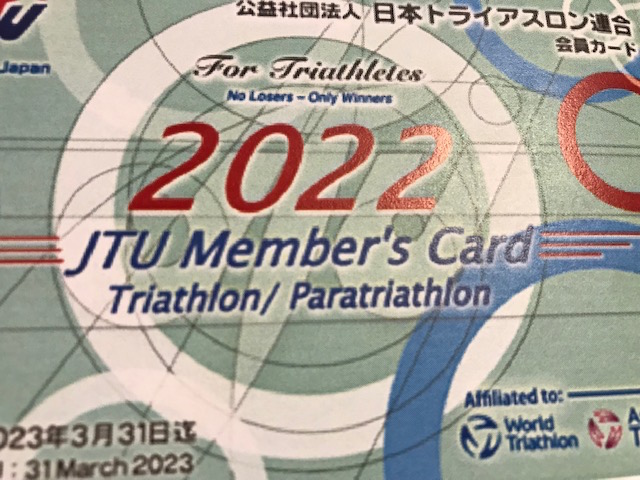 公益社団法人 日本トライアスロン連合
会員カード
Japan
For Triathletes
No Losers – Only Winners
2022
JTU Member's Card
Triathlon/ Paratriathlon
Affiliated to:
World
Triathlon
023年3月31日迄
: 31 March 2023